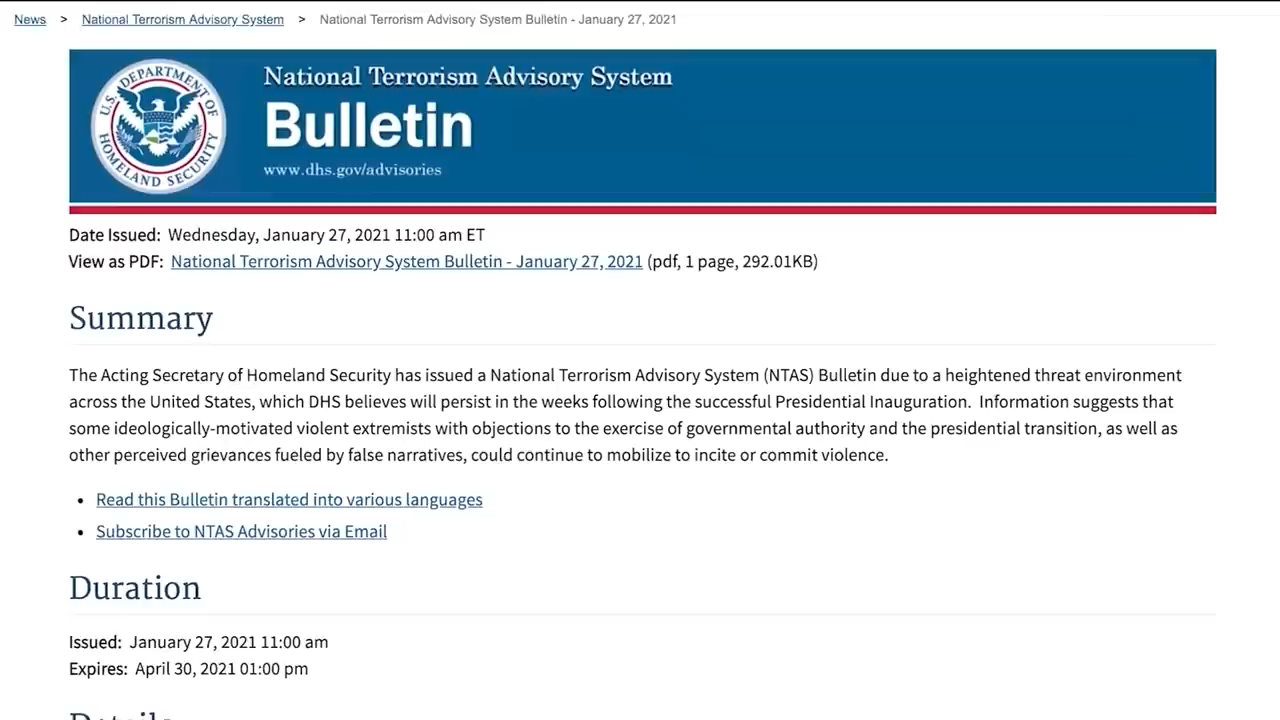 News > National Terrorism Advisory System > National Terrorism Advisory System Bulletin - January 27, 2021
U.S. DEPARTMENT OF
HOMELAND SECURITY
National Terrorism Advisory System
Bulletin
www.dhs.gov/advisories
Date Issued: Wednesday, January 27, 2021 11:00 am ET
View as PDF: National Terrorism Advisory System Bulletin - January 27, 2021 (pdf, 1 page, 292.01KB)
Summary
The Acting Secretary of Homeland Security has issued a National Terrorism Advisory System (NTAS) Bulletin due to a heightened threat environment
across the United States, which DHS believes will persist in the weeks following the successful Presidential Inauguration. Information suggests that
some ideologically-motivated violent extremists with objections to the exercise of governmental authority and the presidential transition, as well as
other perceived grievances fueled by false narratives, could continue to mobilize to incite or commit violence.
• Read this Bulletin translated into various languages
• Subscribe to NTAS Advisories via Email
Duration
Issued: January 27, 2021 11:00 am
Expires: April 30, 2021 01:00 pm
Details